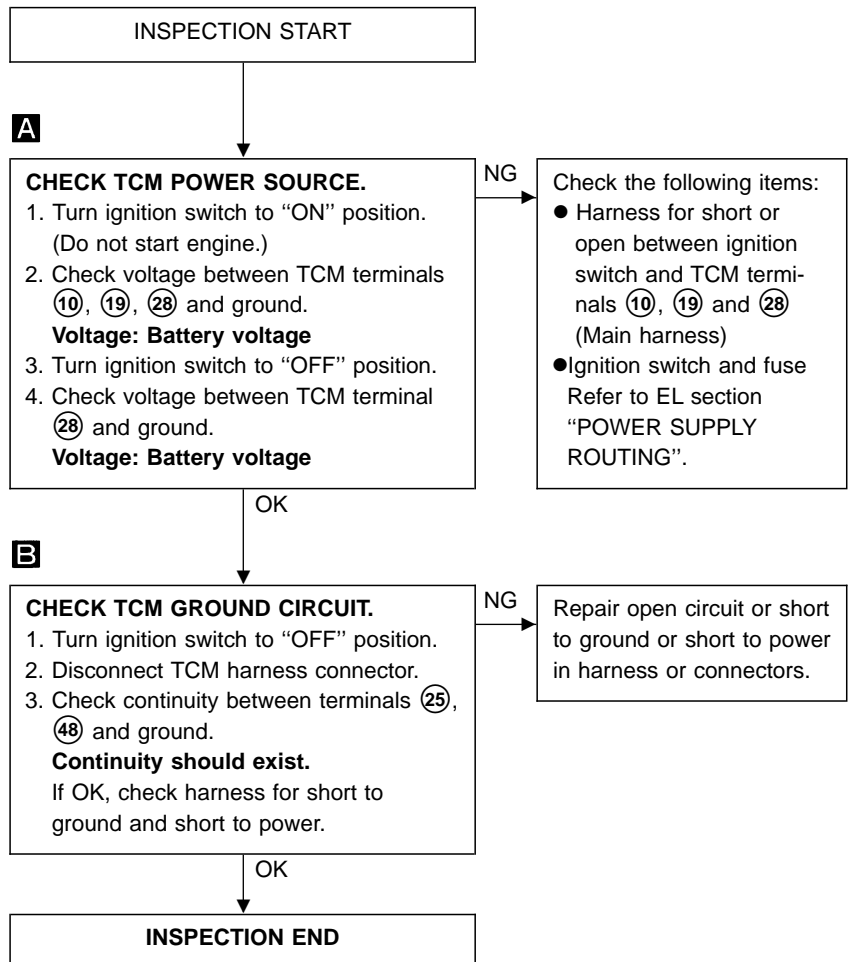 INSPECTION START
A
CHECK TCM POWER SOURCE.
1. Turn ignition switch to ‘‘ON’’ position.
(Do not start engine.)
2. Check voltage between TCM terminals
⑩, ⑲, ㉘ and ground.
Voltage: Battery voltage
3. Turn ignition switch to ‘‘OFF’’ position.
4. Check voltage between TCM terminal
㉘ and ground.
Voltage: Battery voltage
NG
Check the following items:
● Harness for short or
open between ignition
switch and TCM termi-
nals ⑩, ⑲ and ㉘
(Main harness)
●Ignition switch and fuse
Refer to EL section
‘‘POWER SUPPLY
ROUTING’’.
OK
B
CHECK TCM GROUND CIRCUIT.
1. Turn ignition switch to ‘‘OFF’’ position.
2. Disconnect TCM harness connector.
3. Check continuity between terminals ㉕,
㊽ and ground.
Continuity should exist.
If OK, check harness for short to
ground and short to power.
NG
Repair open circuit or short
to ground or short to power
in harness or connectors.
OK
INSPECTION END